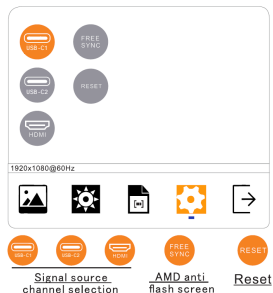 USB-C1
FREE
SYNC
USB-C2
RESET
HDMI
1920x1080@60Hz
USB-C1
USB-C2
HDMI
FREE
SYNC
RESET
Signal source
channel selection
AMD anti
flash screen
Reset